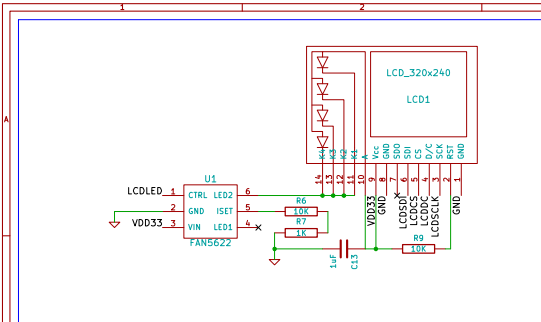 1
2
A
LCD_320x240
LCD1
K4
K3
K2
K1
A
Vcc
GND
SDO
SDI
CS
D/C
SCK
RST
GND
14
13
12
11
10
9
8
7
6
5
4
3
2
1
VDD33
GND
LCDSDI
LCDCS
LCDDC
LCDSCLK
GND
U1
LCDLED 1 CTRL LED2 6
2 GND ISET 5
VDD33 3 VIN LED1 4
FAN5622
R6
10K
R7
1K
1uF
C13
R9
10K